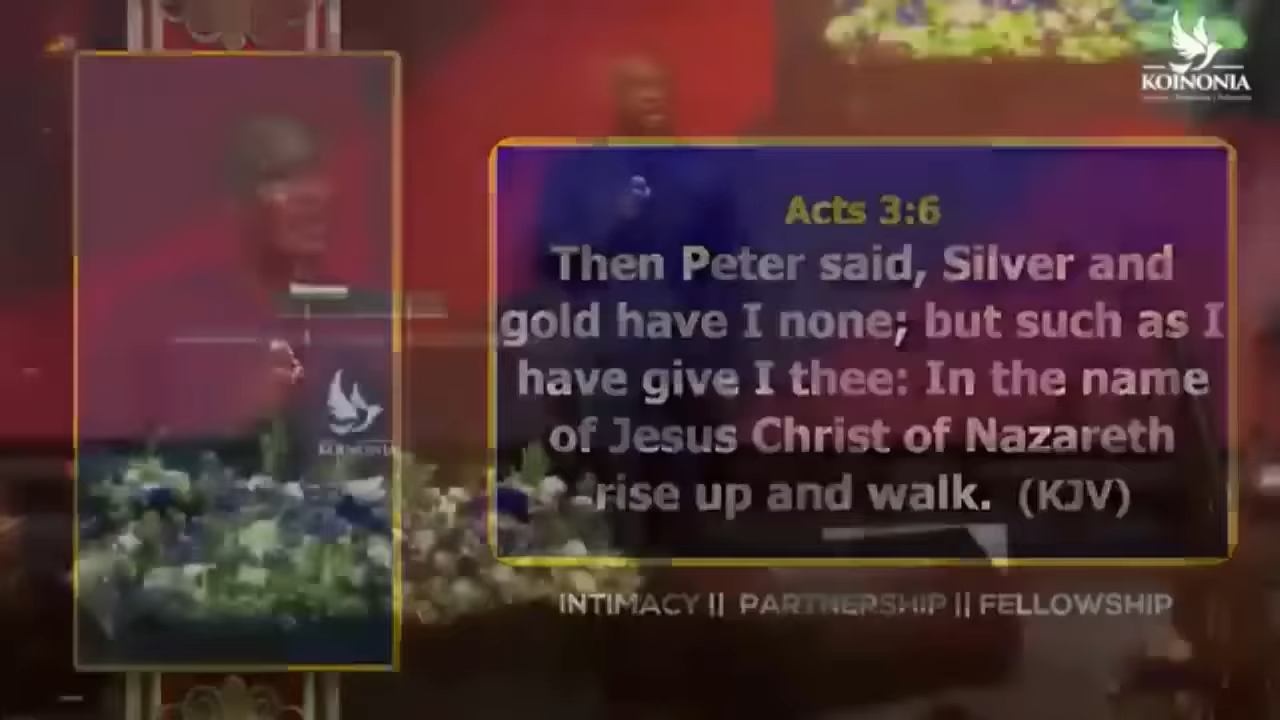 KOINONIA
Acts 3:6
Then Peter said, Silver and
gold have I none; but such as I
have give I thee: In the name
of Jesus Christ of Nazareth
rise up and walk. (KJV)
KOINONIA
INTIMACY || PARTNERSHIP || FELLOWSHIP